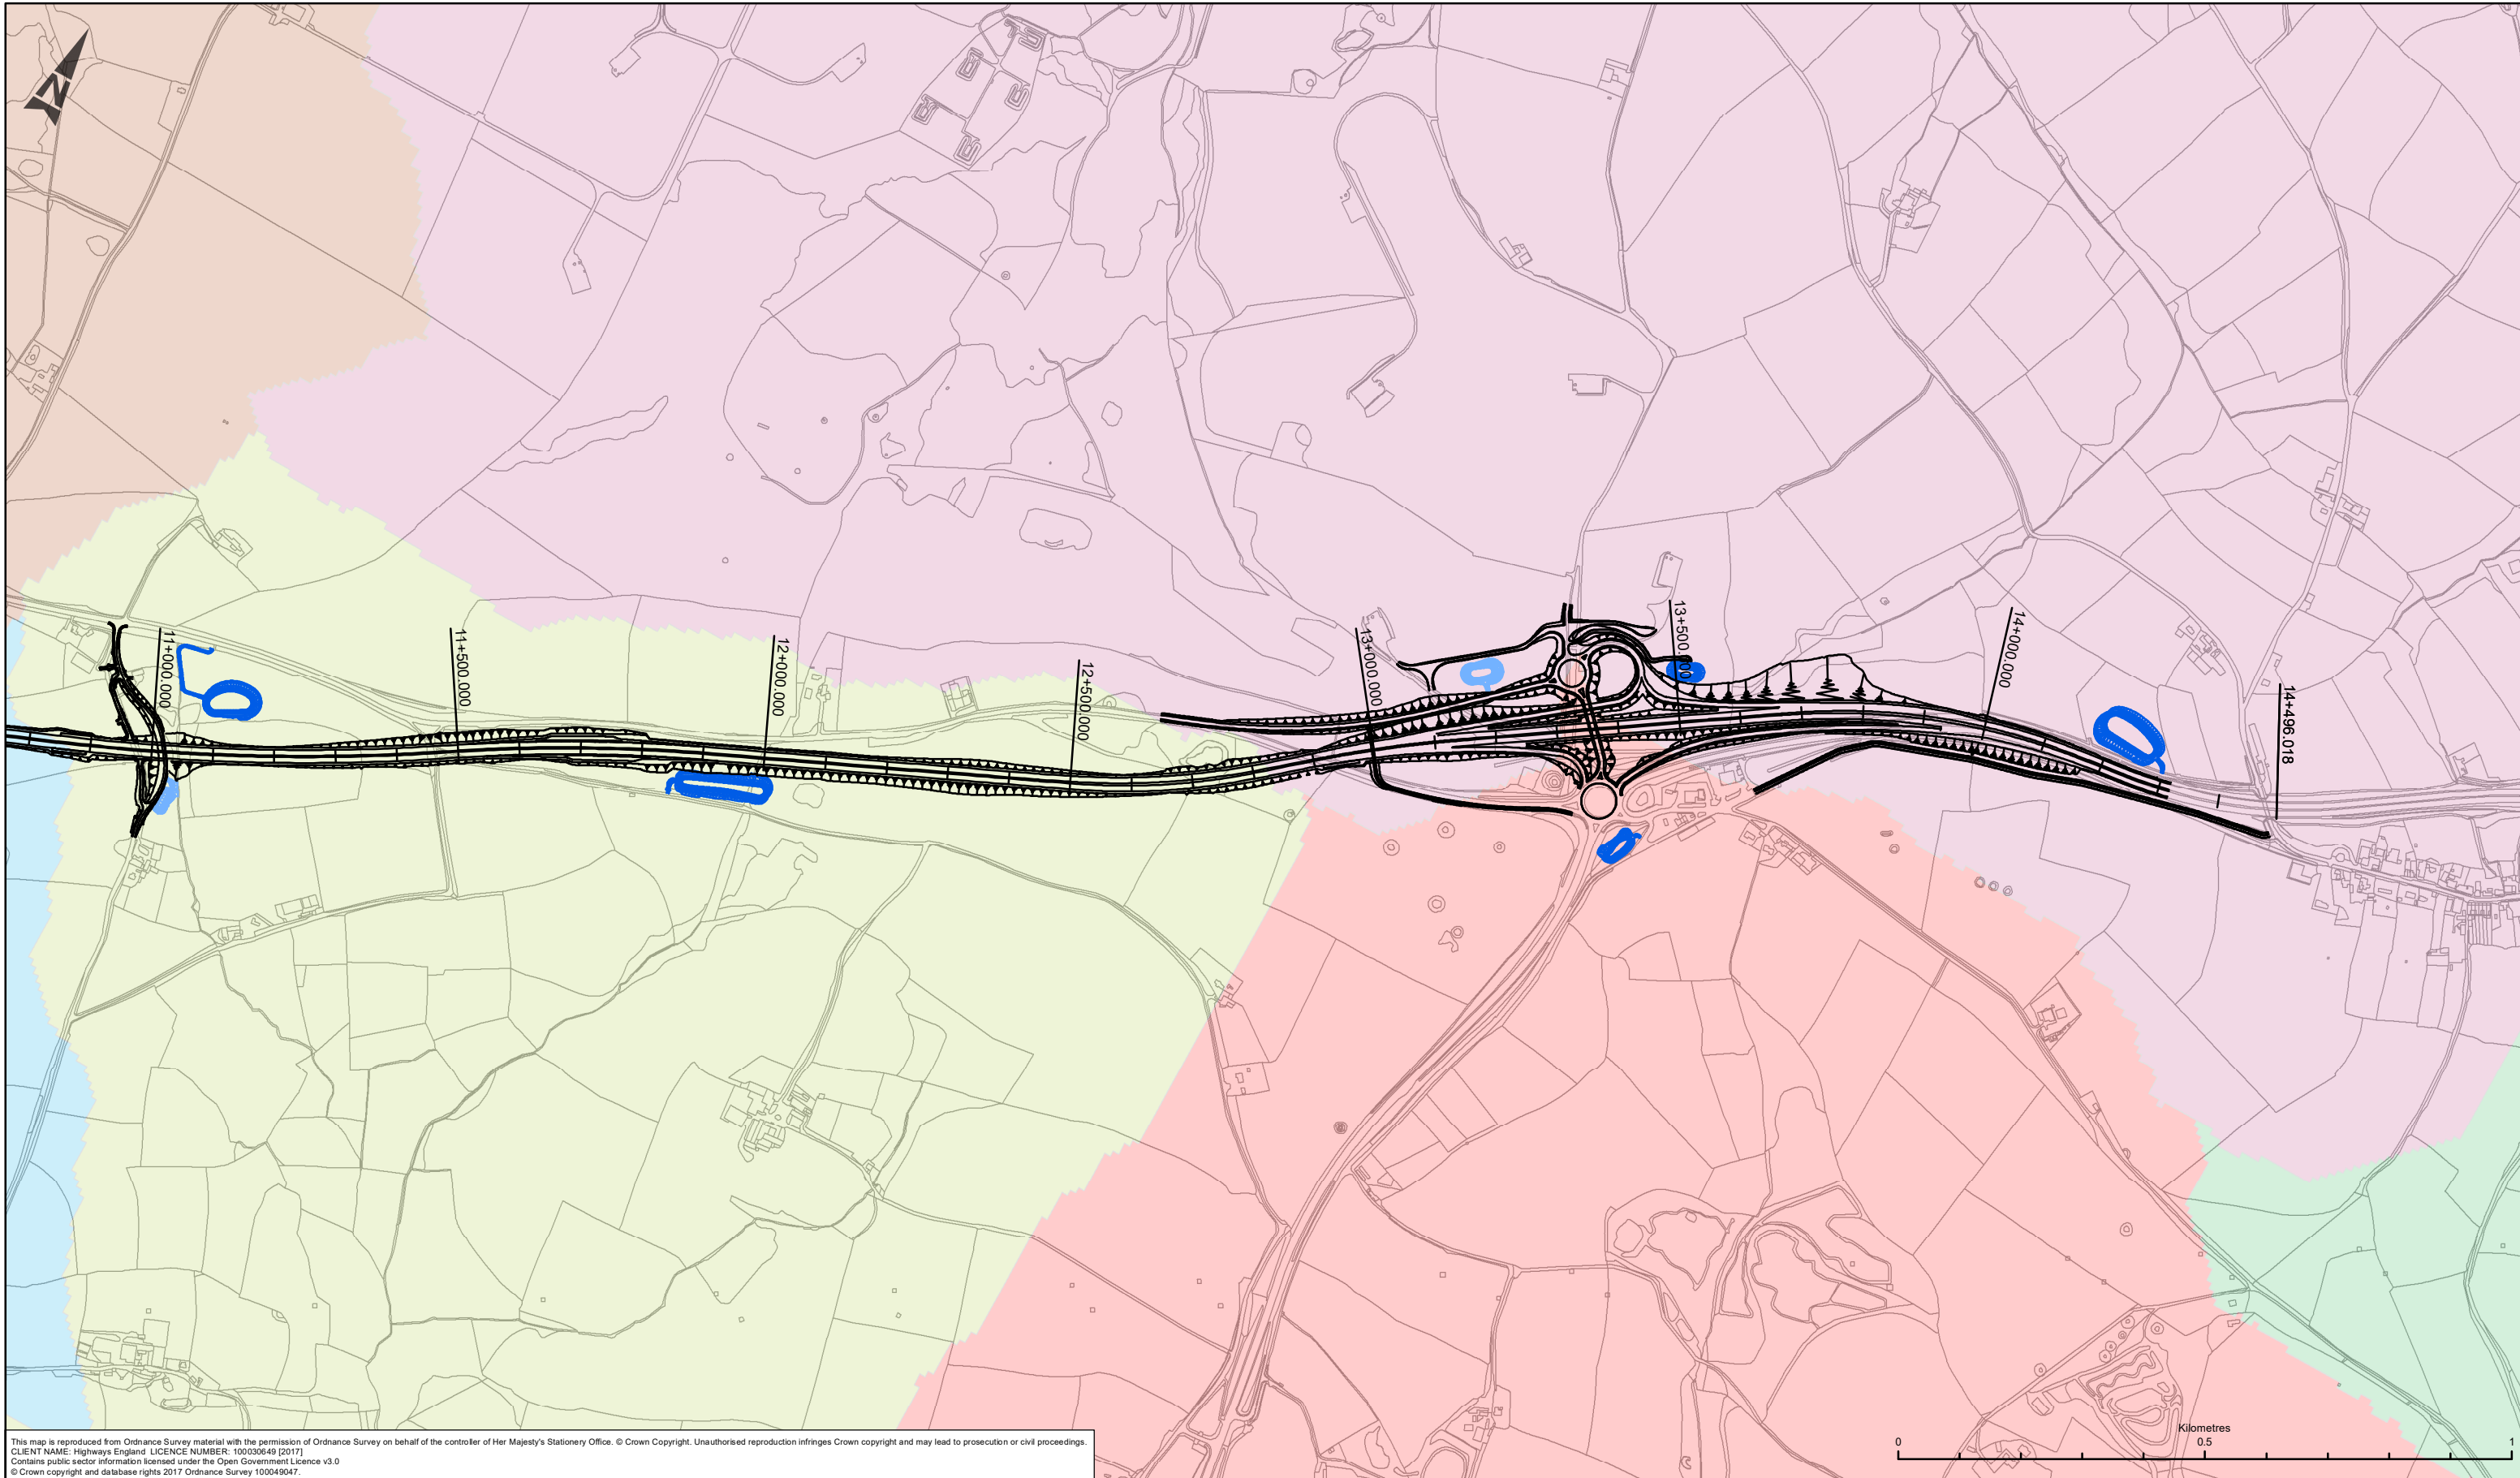 N
11+000.000
11+500.000
12+000.000
12+500.000
13+000.000
13+500.000
14+000.000
14+496.018
Kilometres
0 0.5 1
This map is reproduced from Ordnance Survey material with the permission of Ordnance Survey on behalf of the controller of Her Majesty's Stationery Office. © Crown Copyright. Unauthorised reproduction infringes Crown copyright and may lead to prosecution or civil proceedings.
CLIENT NAME: Highways England LICENCE NUMBER: 100030649 [2017]
Contains public sector information licensed under the Open Government Licence v3.0
© Crown copyright and database rights 2017 Ordnance Survey 100049047.